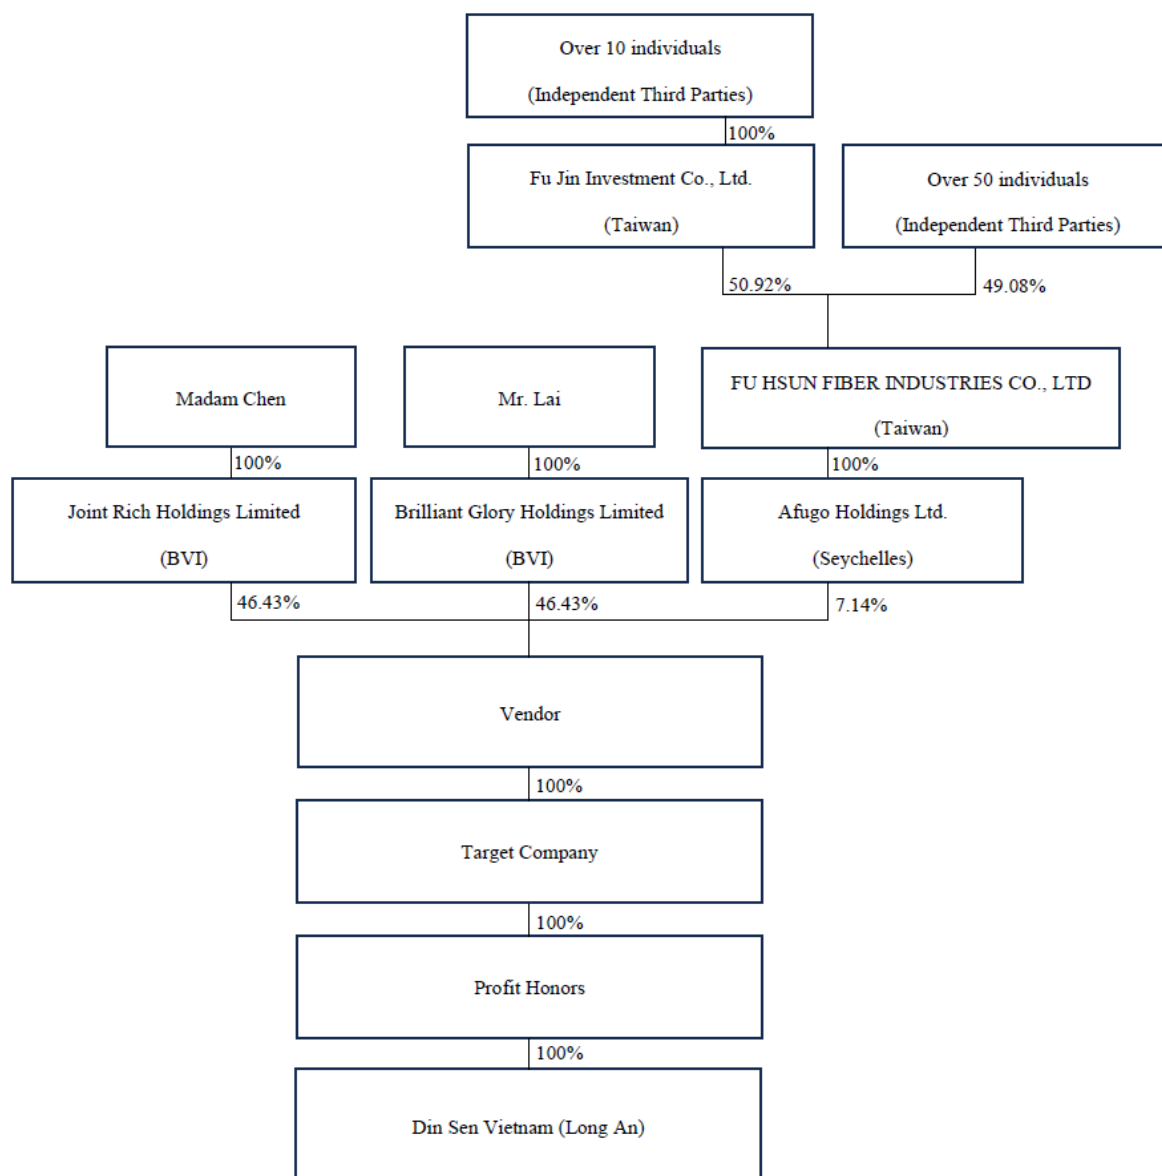 Over 10 individuals
(Independent Third Parties)
100%
Fu Jin Investment Co., Ltd.
(Taiwan)
Over 50 individuals
(Independent Third Parties)
50.92%
49.08%
Madam Chen
Mr. Lai
FU HSUN FIBER INDUSTRIES CO., LTD
(Taiwan)
100%
100%
100%
Joint Rich Holdings Limited
(BVI)
Brilliant Glory Holdings Limited
(BVI)
Afugo Holdings Ltd.
(Seychelles)
46.43%
46.43%
7.14%
Vendor
100%
Target Company
100%
Profit Honors
100%
Din Sen Vietnam (Long An)